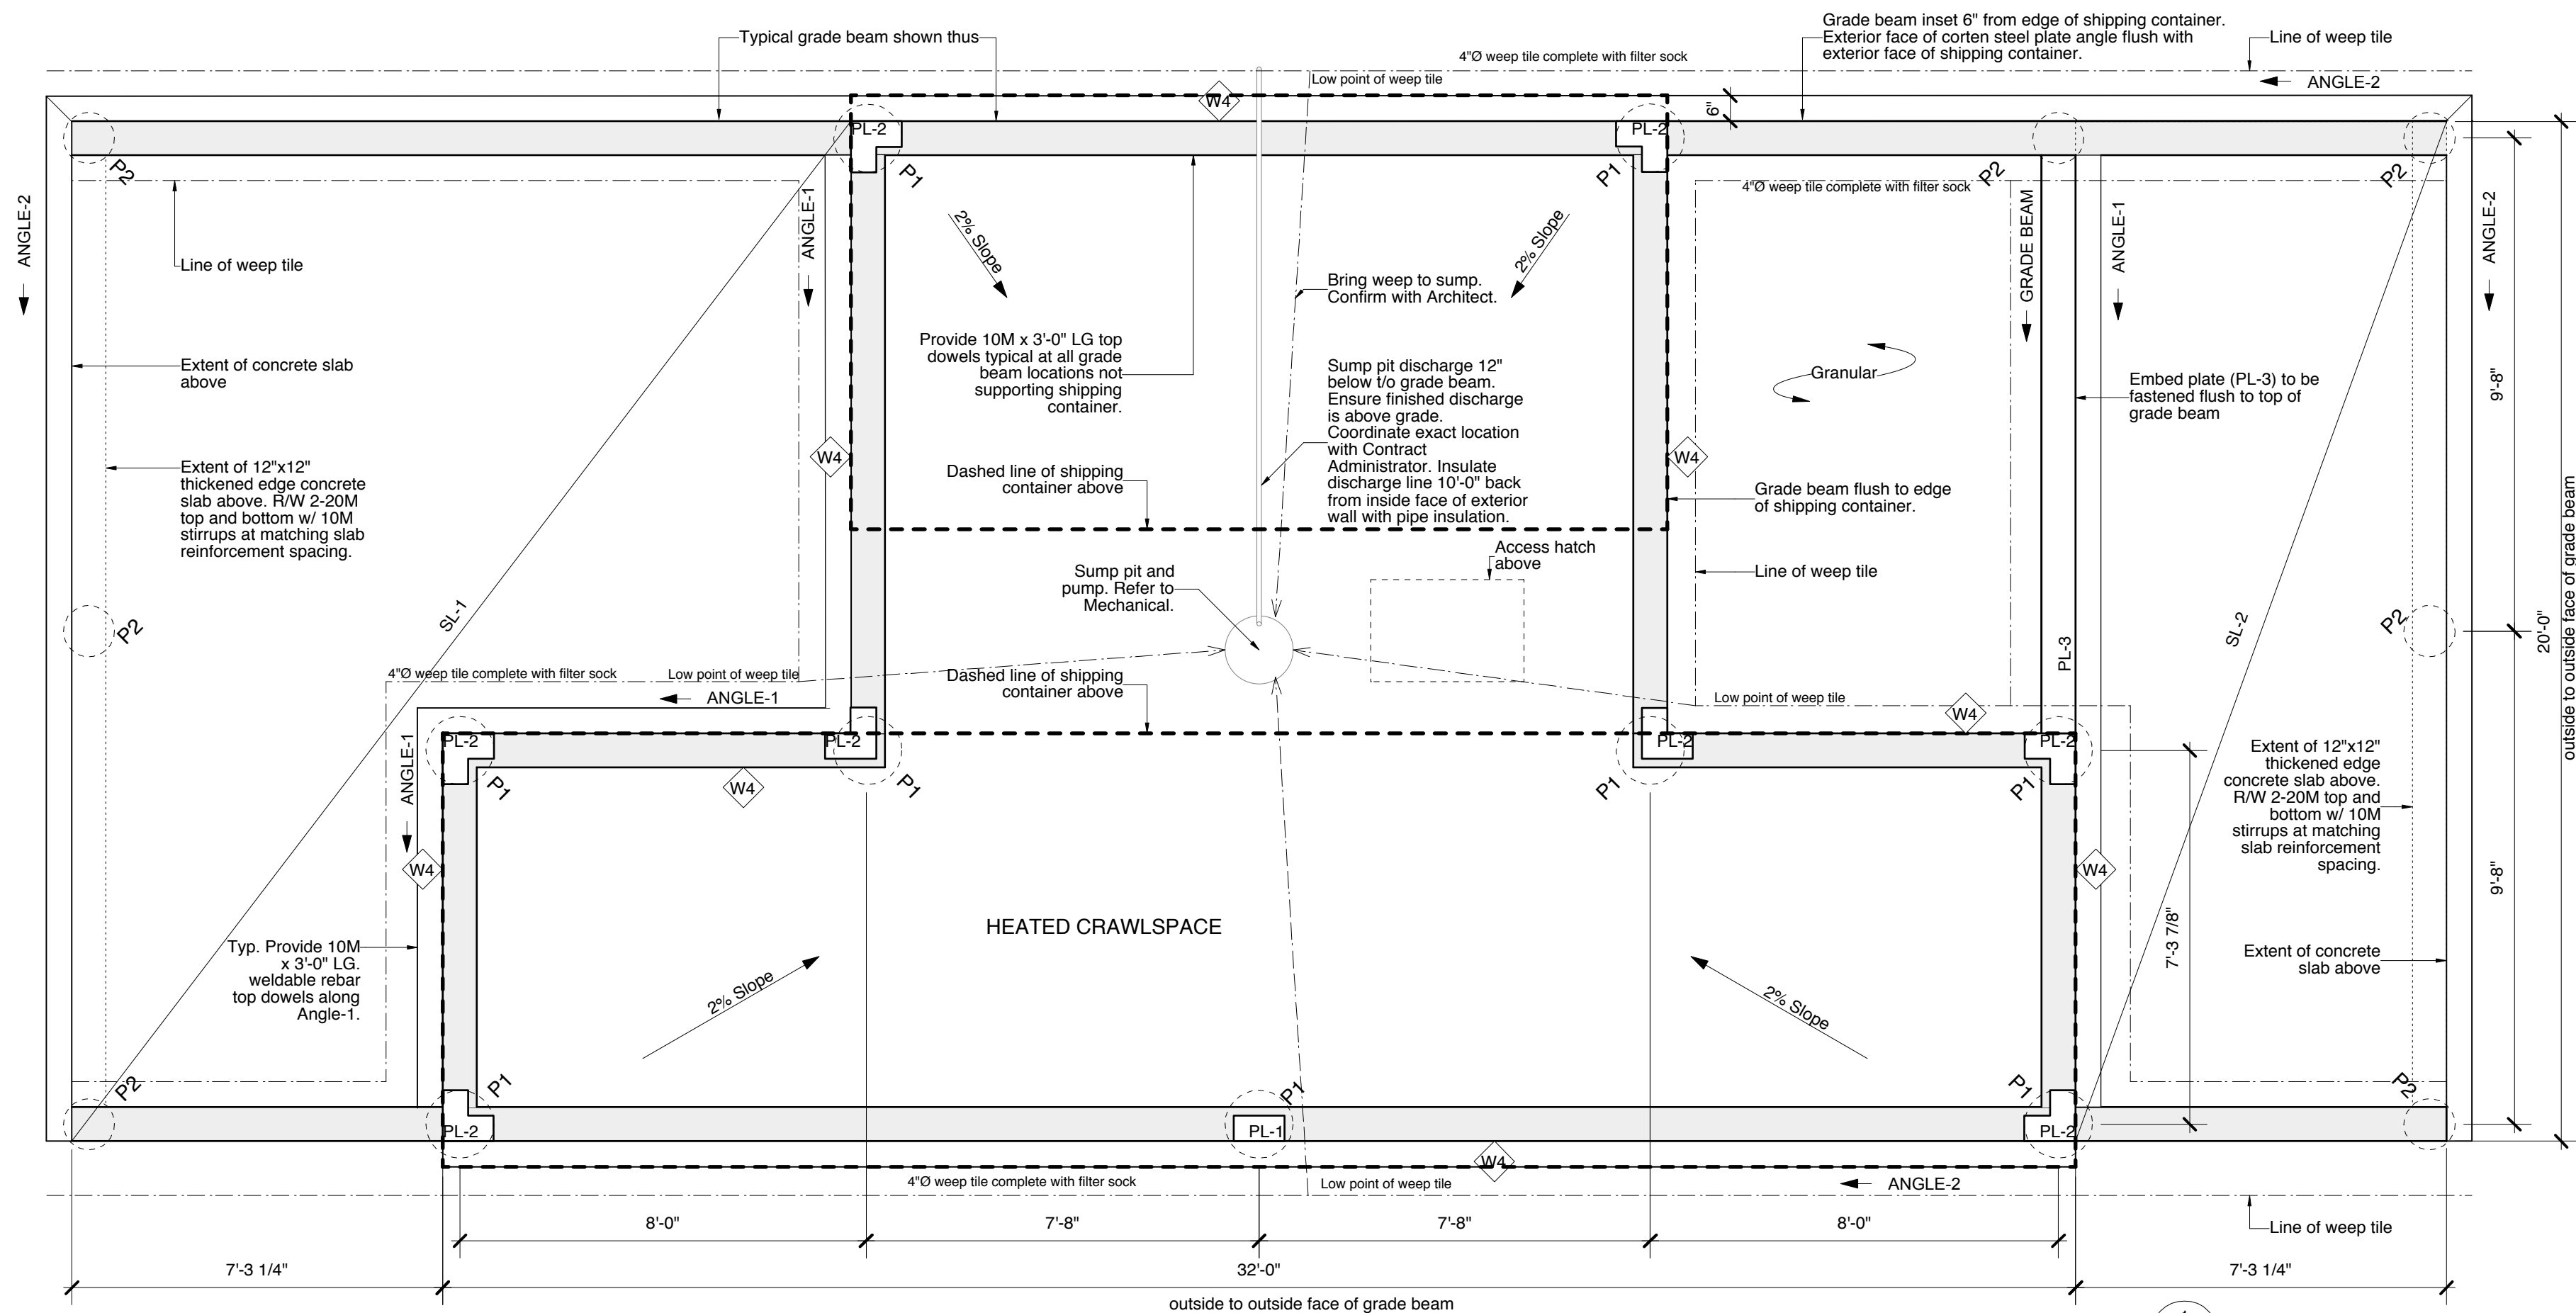 Typical grade beam shown thus
4"Ø weep tile complete with filter sock
Low point of weep tile
Grade beam inset 6" from edge of shipping container.
Exterior face of corten steel plate angle flush with
exterior face of shipping container.
Line of weep tile
ANGLE-2
W4
6"
PL-2
PL-2
P2
P1
P1
P2
P2
4"Ø weep tile complete with filter sock
ANGLE-2
ANGLE-1
GRADE BEAM
ANGLE-1
ANGLE-2
2% Slope
2% Slope
Line of weep tile
Bring weep to sump.
Confirm with Architect.
Extent of concrete slab
above
Provide 10M x 3'-0" LG top
dowels typical at all grade
beam locations not
supporting shipping
container.
Sump pit discharge 12"
below t/o grade beam.
Ensure finished discharge
is above grade.
Coordinate exact location
with Contract
Administrator. Insulate
discharge line 10'-0" back
from inside face of exterior
wall with pipe insulation.
Granular
Embed plate (PL-3) to be
fastened flush to top of
grade beam
9'-8"
Extent of 12"x12"
thickened edge concrete
slab above. R/W 2-20M
top and bottom w/ 10M
stirrups at matching slab
reinforcement spacing.
W4
Dashed line of shipping
container above
W4
Grade beam flush to edge
of shipping container.
Access hatch
above
Line of weep tile
Sump pit and
pump. Refer to
Mechanical.
SL-1
P2
PL-3
SL-2
P2
20'-0"
outside to outside face of grade beam
4"Ø weep tile complete with filter sock
Low point of weep tile
Dashed line of shipping
container above
ANGLE-1
Low point of weep tile
W4
PL-2
PL-2
PL-2
PL-2
ANGLE-1
P1
W4
P1
P1
P1
Extent of 12"x12"
thickened edge
concrete slab above.
R/W 2-20M top and
bottom w/ 10M
stirrups at matching
slab reinforcement
spacing.
W4
W4
9'-8"
7'-3 7/8"
HEATED CRAWLSPACE
Typ. Provide 10M
x 3'-0" LG.
weldable rebar
top dowels along
Angle-1.
2% Slope
2% Slope
Extent of concrete
slab above
P2
P1
P1
P1
P2
PL-2
PL-1
PL-2
W4
4"Ø weep tile complete with filter sock
Low point of weep tile
ANGLE-2
Line of weep tile
8'-0"
7'-8"
7'-8"
8'-0"
7'-3 1/4"
32'-0"
7'-3 1/4"
outside to outside face of grade beam